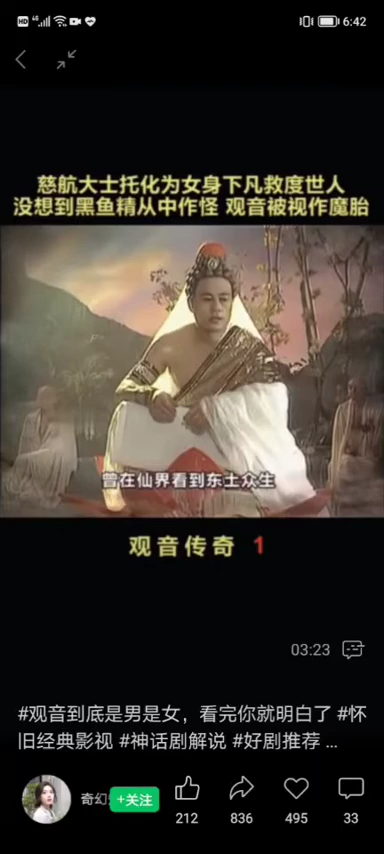 HD 4G 6:42
慈航大士托化为女身下凡救度世人
没想到黑鱼精从中作怪 观音被视作魔胎
曾在仙界看到东土众生
观音传奇 1
03:23
#观音到底是男是女，看完你就明白了 #怀
旧经典影视 #神话剧解说 #好剧推荐 ...
奇幻 +关注
212 836 495 33